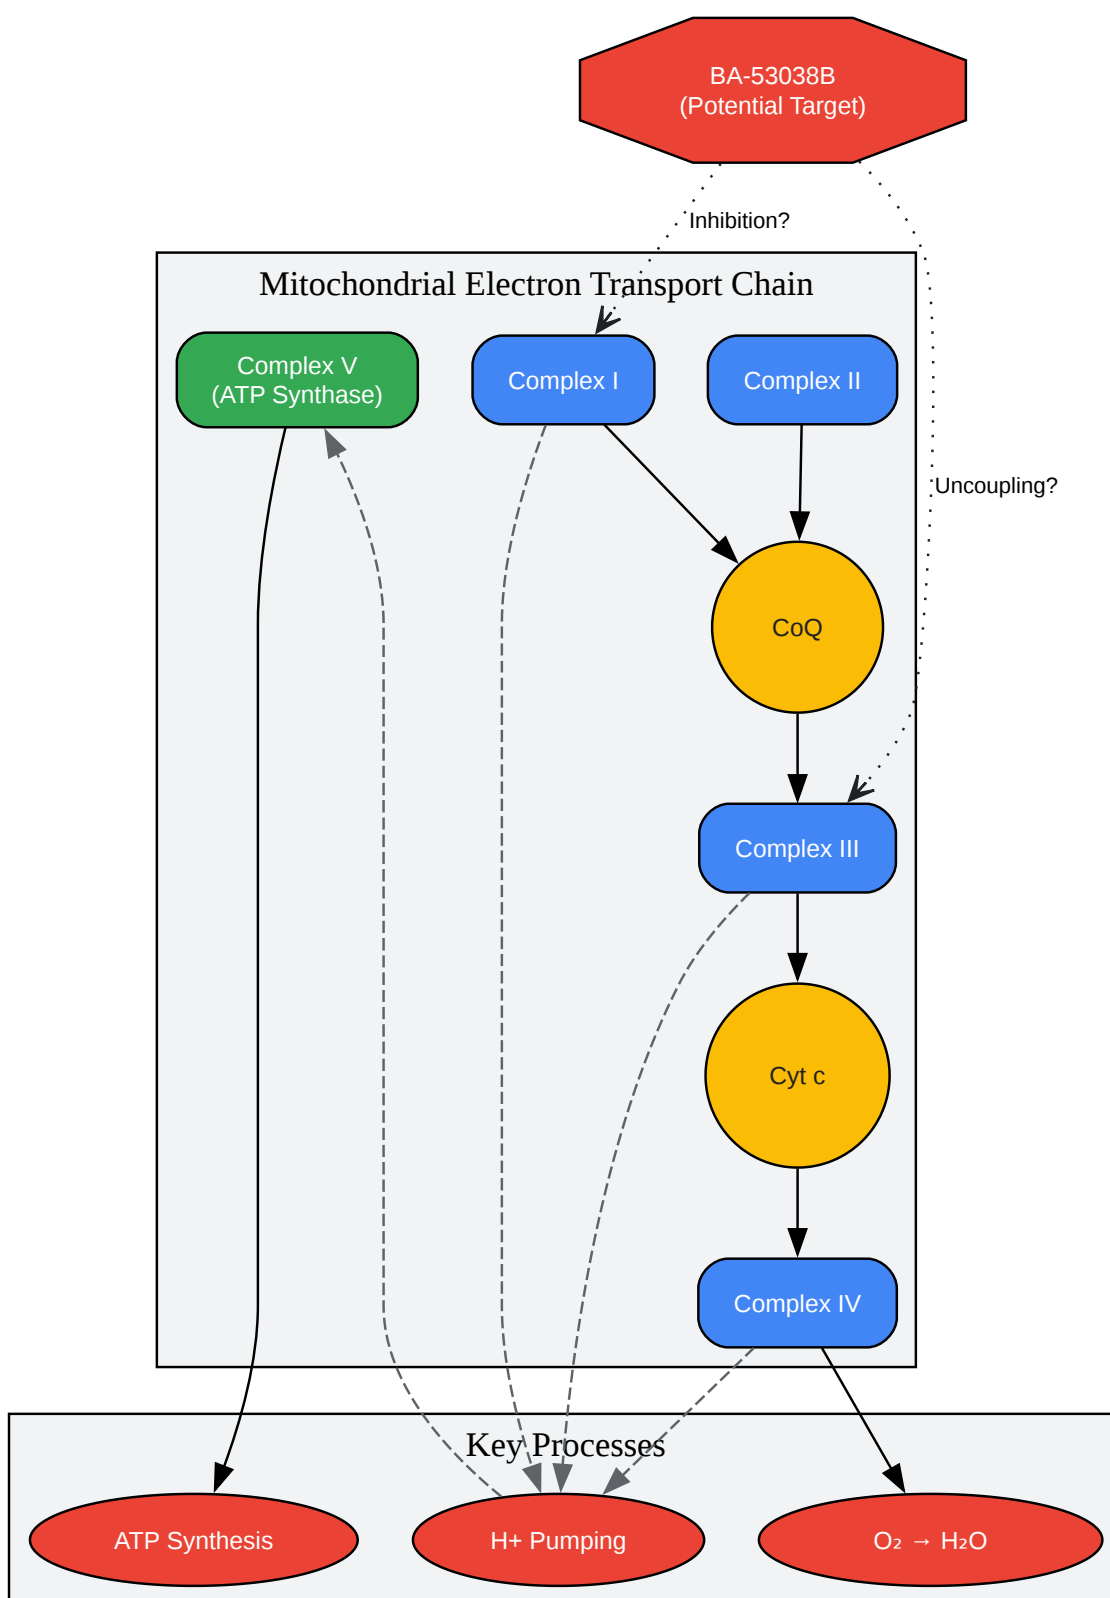 BA-53038B
(Potential Target)
Inhibition?
Mitochondrial Electron Transport Chain
Complex V
(ATP Synthase)
Complex I
Complex II
Uncoupling?
CoQ
Complex III
Cyt c
Complex IV
Key Processes
ATP Synthesis
H+ Pumping
O₂ → H₂O